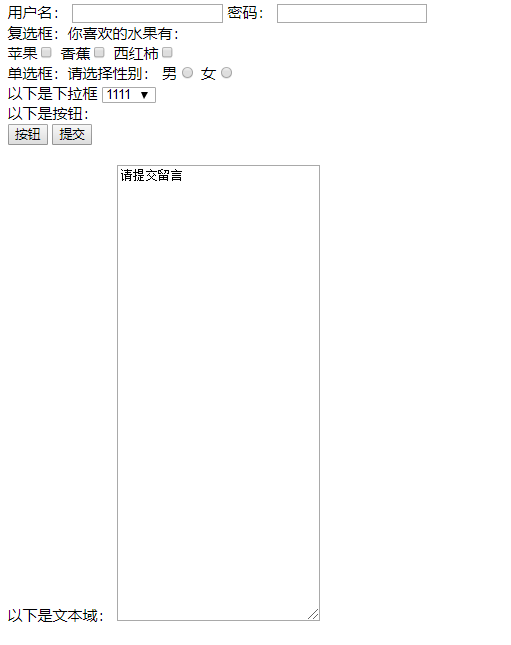 用户名： 密码：
复选框：你喜欢的水果有：
苹果 香蕉 西红柿
单选框：请选择性别： 男 女
以下是下拉框 1111 ▼
以下是按钮：
按钮 提交
请提交留言
以下是文本域：